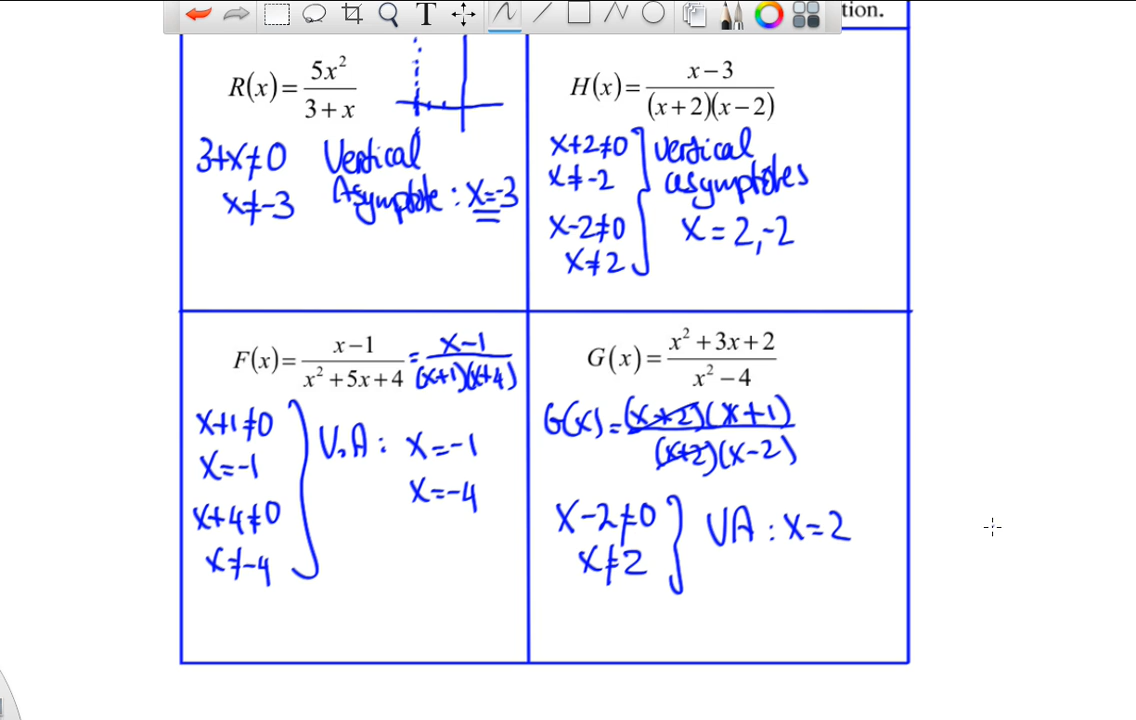 T
tion.
R(x) = 5x² / 3 + x
3+x≠0 Vertical
x≠-3 Asymptote : x=-3
H(x) = x − 3 / (x + 2)(x − 2)
x+2≠0 vertical
x≠-2 asymptotes
x-2≠0 x = 2,-2
x≠2
F(x) = x − 1 / x² + 5x + 4 = x-1 / (x+1)(x+4)
x+1≠0 V.A : x=-1
x=-1 x=-4
x+4≠0
x≠-4
G(x) = x² + 3x + 2 / x² − 4
G(x) = (x+2)(x+1) / (x+2)(x-2)
x-2≠0 VA : x=2
x≠2